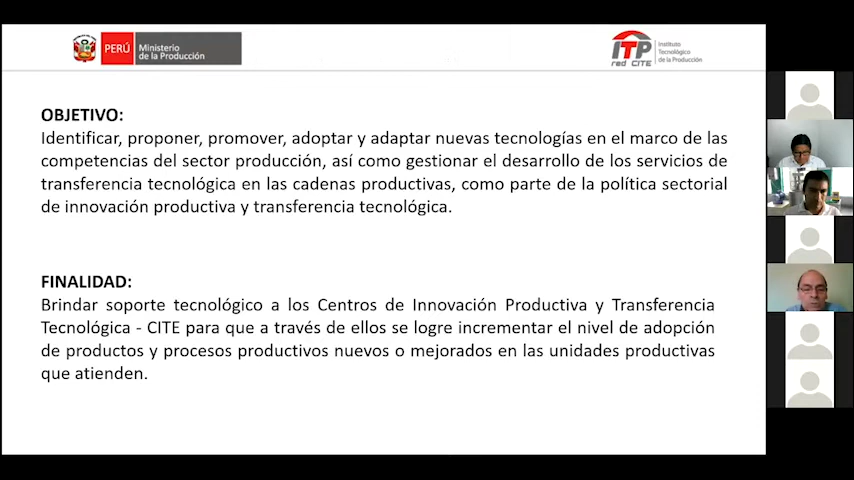 PERÚ
Ministerio
de la Producción
ITP
red CITE
Instituto
Tecnológico
de la Producción
OBJETIVO:
Identificar, proponer, promover, adoptar y adaptar nuevas tecnologías en el marco de las
competencias del sector producción, así como gestionar el desarrollo de los servicios de
transferencia tecnológica en las cadenas productivas, como parte de la política sectorial
de innovación productiva y transferencia tecnológica.
FINALIDAD:
Brindar soporte tecnológico a los Centros de Innovación Productiva y Transferencia
Tecnológica - CITE para que a través de ellos se logre incrementar el nivel de adopción
de productos y procesos productivos nuevos o mejorados en las unidades productivas
que atienden.